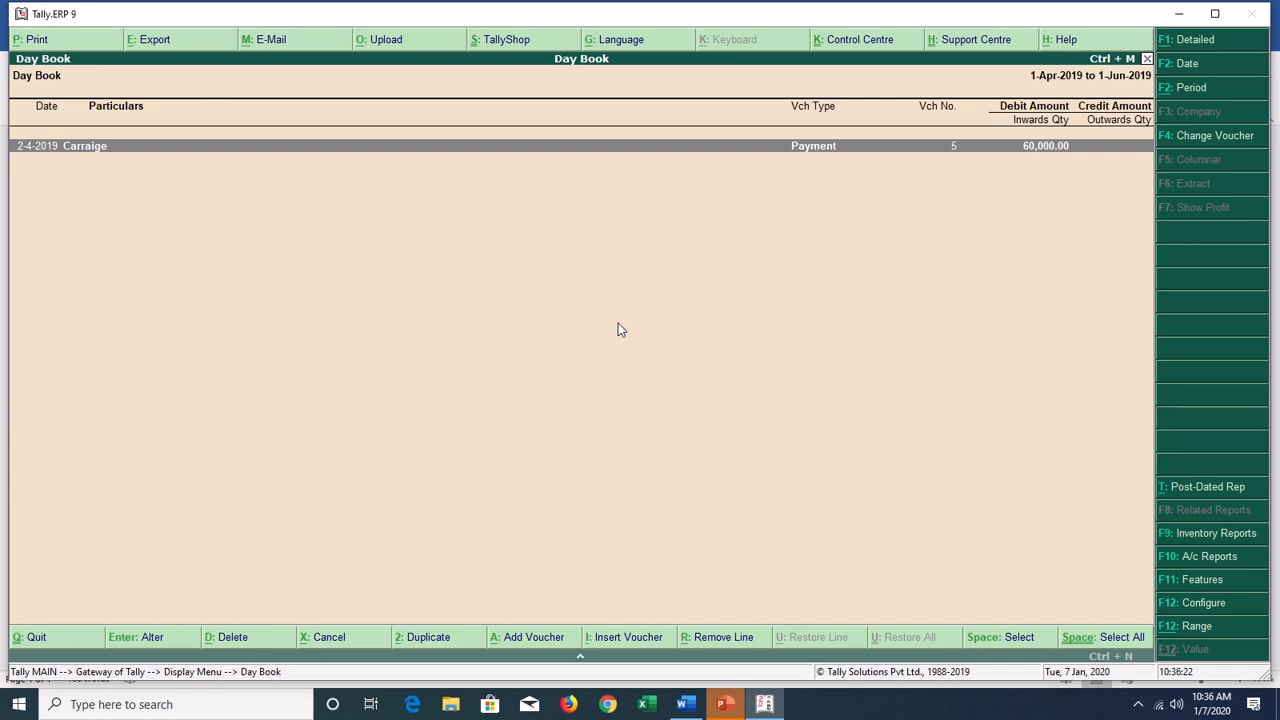 Tally.ERP 9
P: Print E: Export M: E-Mail O: Upload S: TallyShop G: Language K: Keyboard K: Control Centre H: Support Centre H: Help
Day Book Day Book Ctrl + M
Day Book
1-Apr-2019 to 1-Jun-2019
Date Particulars Vch Type Vch No. Debit Amount Credit Amount
Inwards Qty Outwards Qty
2-4-2019 Carraige Payment 5 60,000.00
F1: Detailed
F2: Date
F2: Period
F3: Company
F4: Change Voucher
F5: Columnar
F6: Extract
F7: Show Profit
T: Post-Dated Rep
F8: Related Reports
F9: Inventory Reports
F10: A/c Reports
F11: Features
F12: Configure
F12: Range
F12: Value
Q: Quit Enter: Alter D: Delete X: Cancel 2: Duplicate A: Add Voucher I: Insert Voucher R: Remove Line U: Restore Line U: Restore All Space: Select Space: Select All
Ctrl + N
Tally MAIN --> Gateway of Tally --> Display Menu --> Day Book © Tally Solutions Pvt Ltd., 1988-2019 Tue, 7 Jan, 2020 10:36:22
Type here to search
10:36 AM
1/7/2020